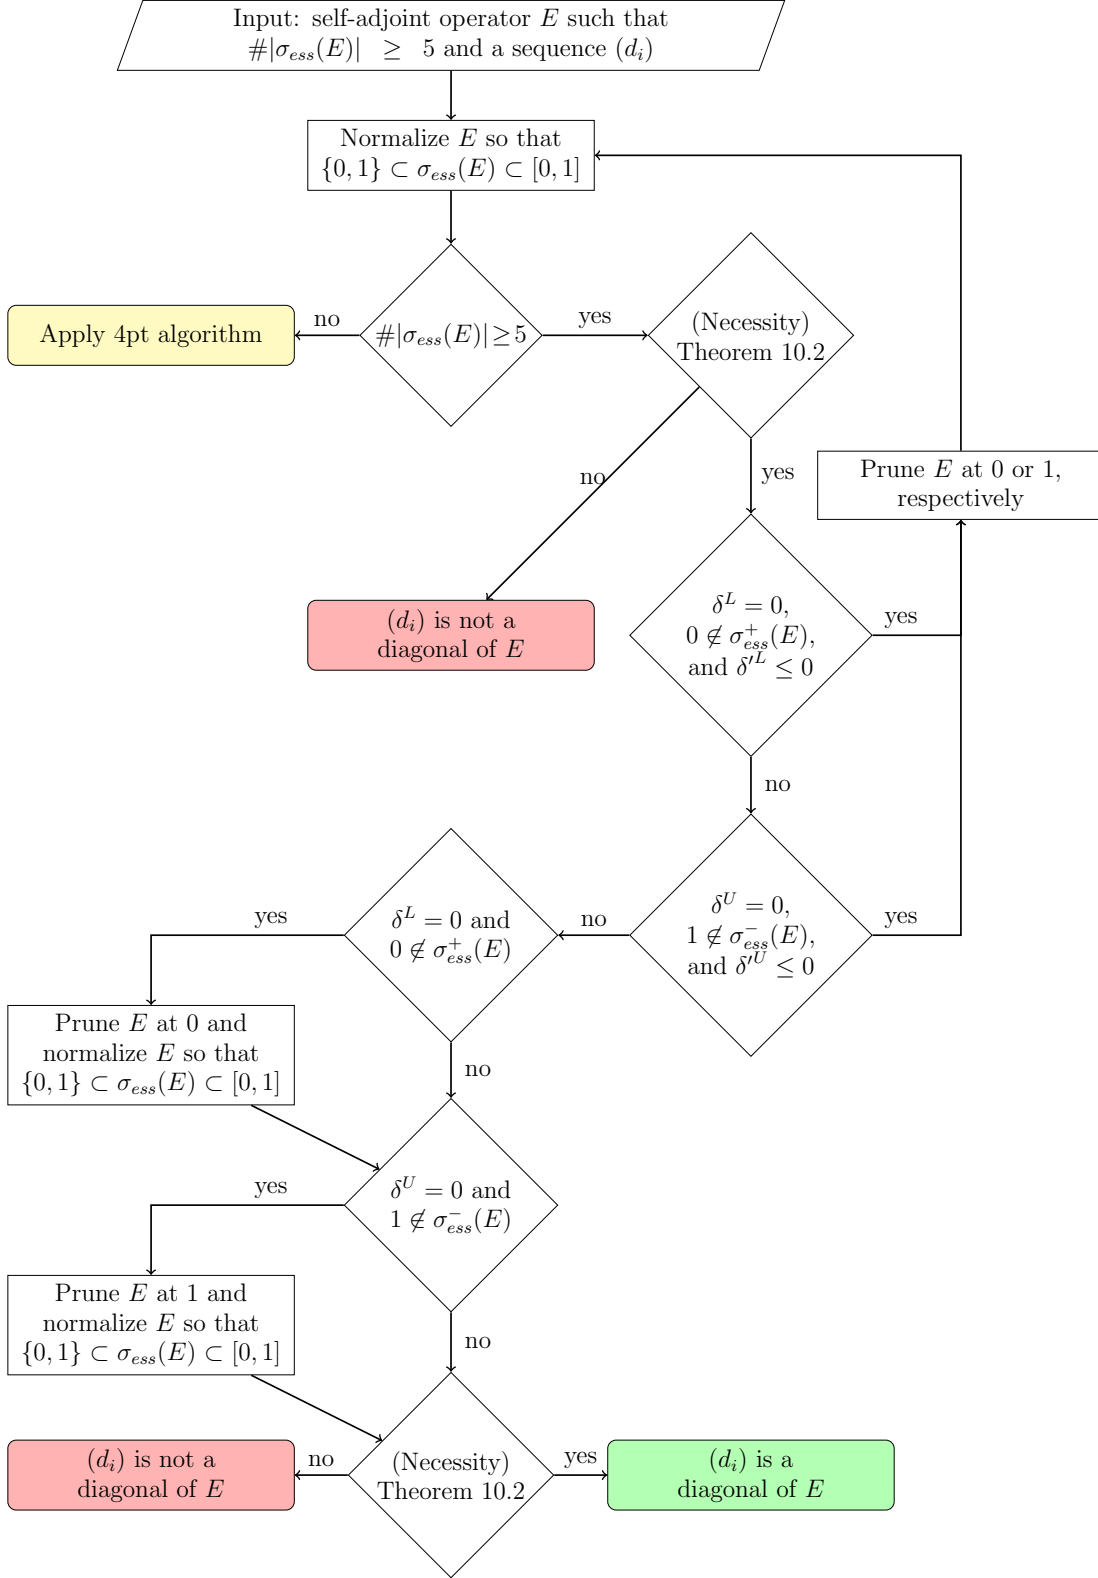 Input: self-adjoint operator E such that
#|σ_ess(E)| ≥ 5 and a sequence (d_i)
Normalize E so that
{0, 1} ⊂ σ_ess(E) ⊂ [0, 1]
Apply 4pt algorithm
no
#|σ_ess(E)| ≥ 5
yes
(Necessity)
Theorem 10.2
no
yes
Prune E at 0 or 1,
respectively
(d_i) is not a
diagonal of E
δ^L = 0,
0 ∉ σ^+_ess(E),
and δ′^L ≤ 0
yes
no
δ^U = 0,
1 ∉ σ^-_ess(E),
and δ′^U ≤ 0
yes
no
δ^L = 0 and
0 ∉ σ^+_ess(E)
yes
Prune E at 0 and
normalize E so that
{0, 1} ⊂ σ_ess(E) ⊂ [0, 1]
no
δ^U = 0 and
1 ∉ σ^-_ess(E)
yes
Prune E at 1 and
normalize E so that
{0, 1} ⊂ σ_ess(E) ⊂ [0, 1]
no
(Necessity)
Theorem 10.2
no
(d_i) is not a
diagonal of E
yes
(d_i) is a
diagonal of E